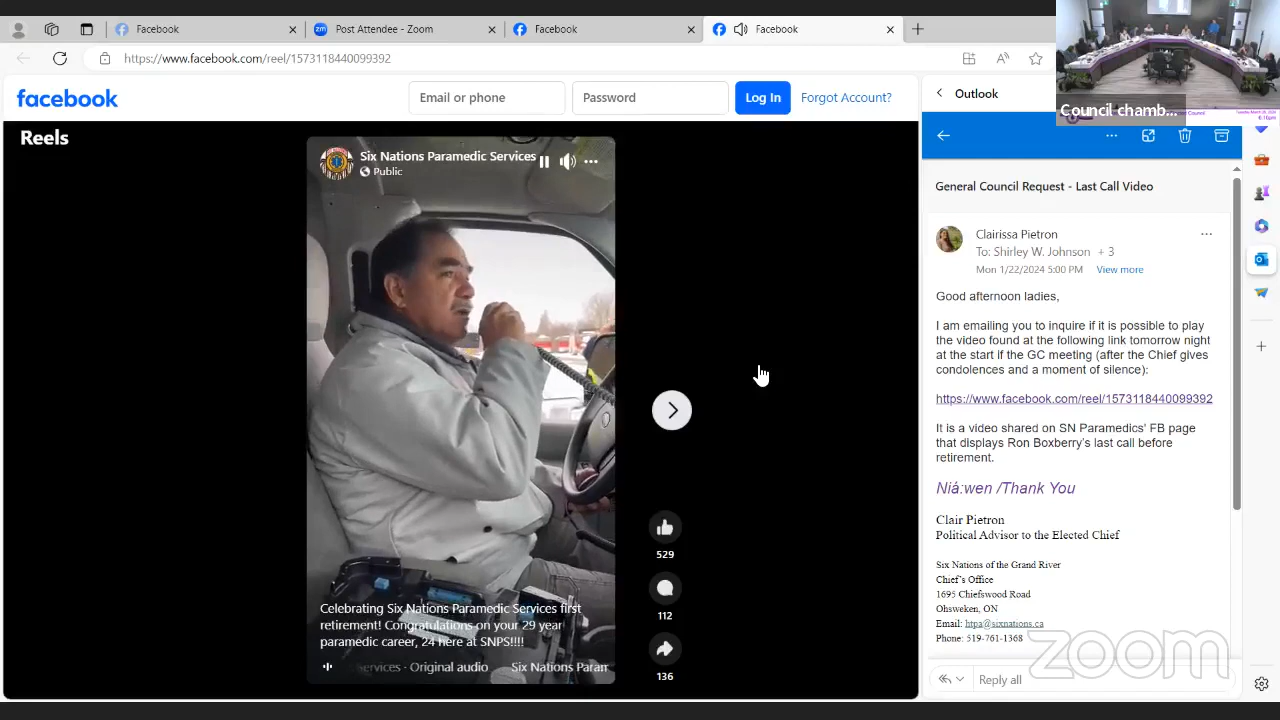 Facebook
Post Attendee - Zoom
Facebook
Facebook
https://www.facebook.com/reel/1573118440099392
Council chamb...
facebook
Email or phone
Password
Log In
Forgot Account?
Reels
Six Nations Paramedic Services
Public
529
112
136
Celebrating Six Nations Paramedic Services first
retirement! Congratulations on your 29 year
paramedic career, 24 here at SNPS!!!!
ervices · Original audio Six Nations Param
Outlook
General Council Request - Last Call Video
Clairissa Pietron
To: Shirley W. Johnson + 3
Mon 1/22/2024 5:00 PM View more
Good afternoon ladies,
I am emailing you to inquire if it is possible to play
the video found at the following link tomorrow night
at the start if the GC meeting (after the Chief gives
condolences and a moment of silence):
https://www.facebook.com/reel/1573118440099392
It is a video shared on SN Paramedics' FB page
that displays Ron Boxberry's last call before
retirement.
Niá:wen /Thank You
Clair Pietron
Political Advisor to the Elected Chief
Six Nations of the Grand River
Chief's Office
1695 Chiefswood Road
Ohsweken, ON
Email: htpa@sixnations.ca
Phone: 519-761-1368
Reply all
zoom